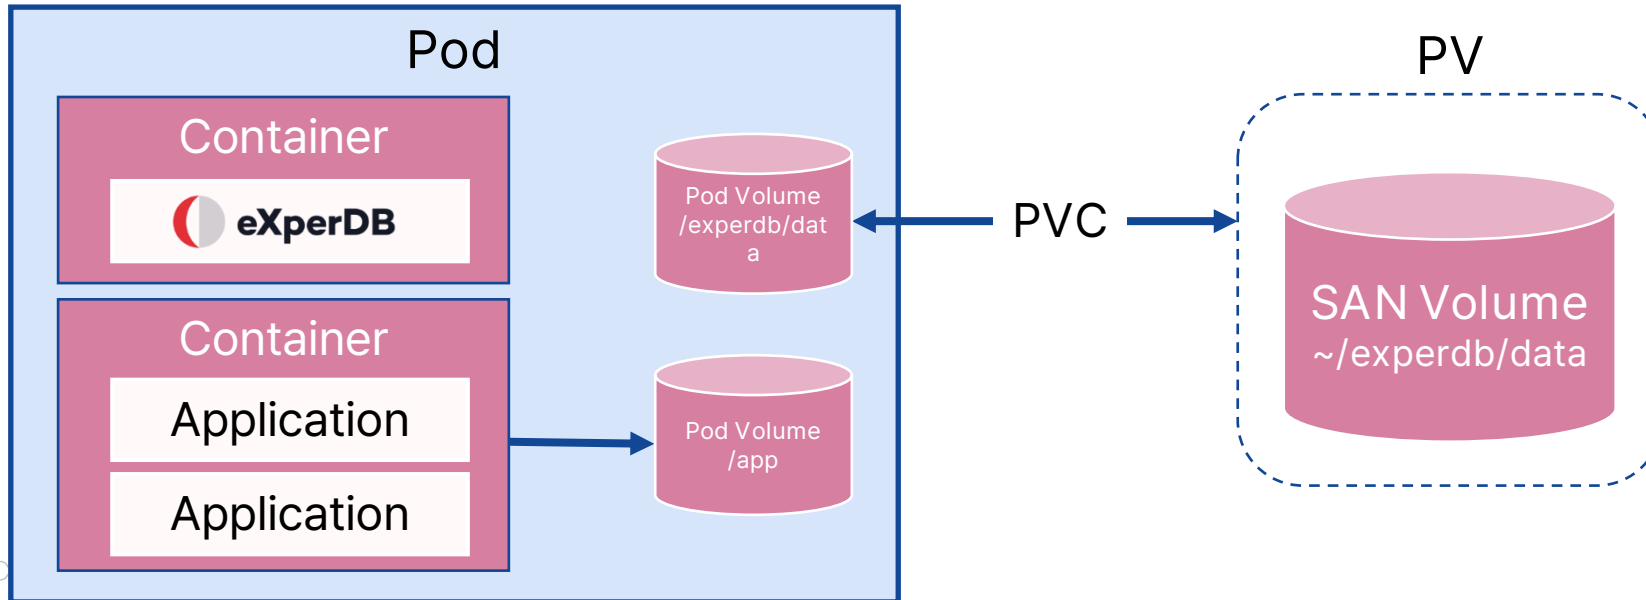 Pod
Container
eXperDB
Container
Application
Application
Pod Volume
/experdb/dat
a
Pod Volume
/app
PVC
PV
SAN Volume
~/experdb/data